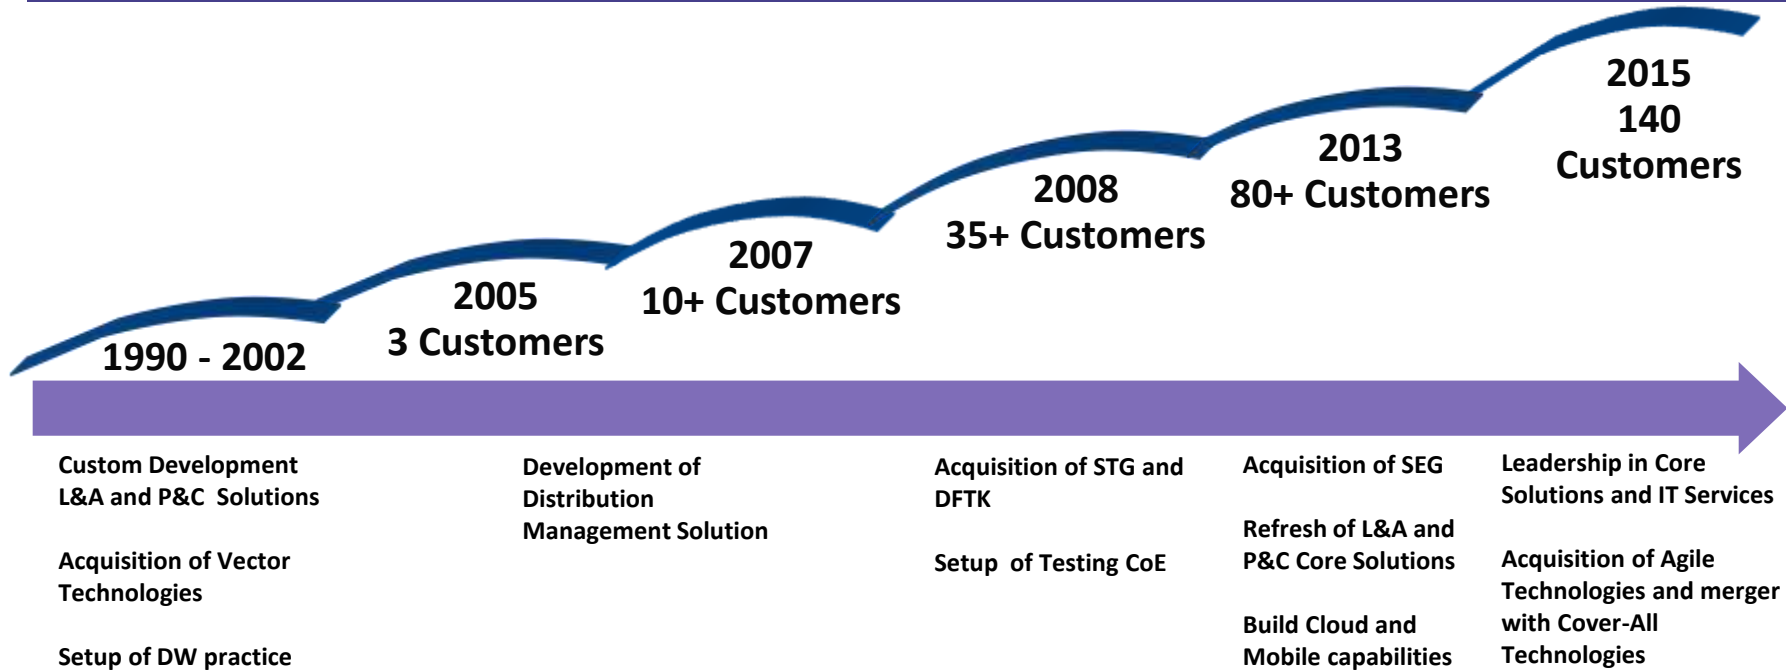 1990 - 2002
2005
3 Customers
2007
10+ Customers
2008
35+ Customers
2013
80+ Customers
2015
140
Customers
Custom Development
L&A and P&C  Solutions
Acquisition of Vector
Technologies
Setup of DW practice
Development of
Distribution
Management Solution
Acquisition of STG and
DFTK
Setup  of Testing CoE
Acquisition of SEG
Refresh of L&A and
P&C Core Solutions
Build Cloud and
Mobile capabilities
Leadership in Core
Solutions and IT Services
Acquisition of Agile
Technologies and merger
with Cover-All
Technologies